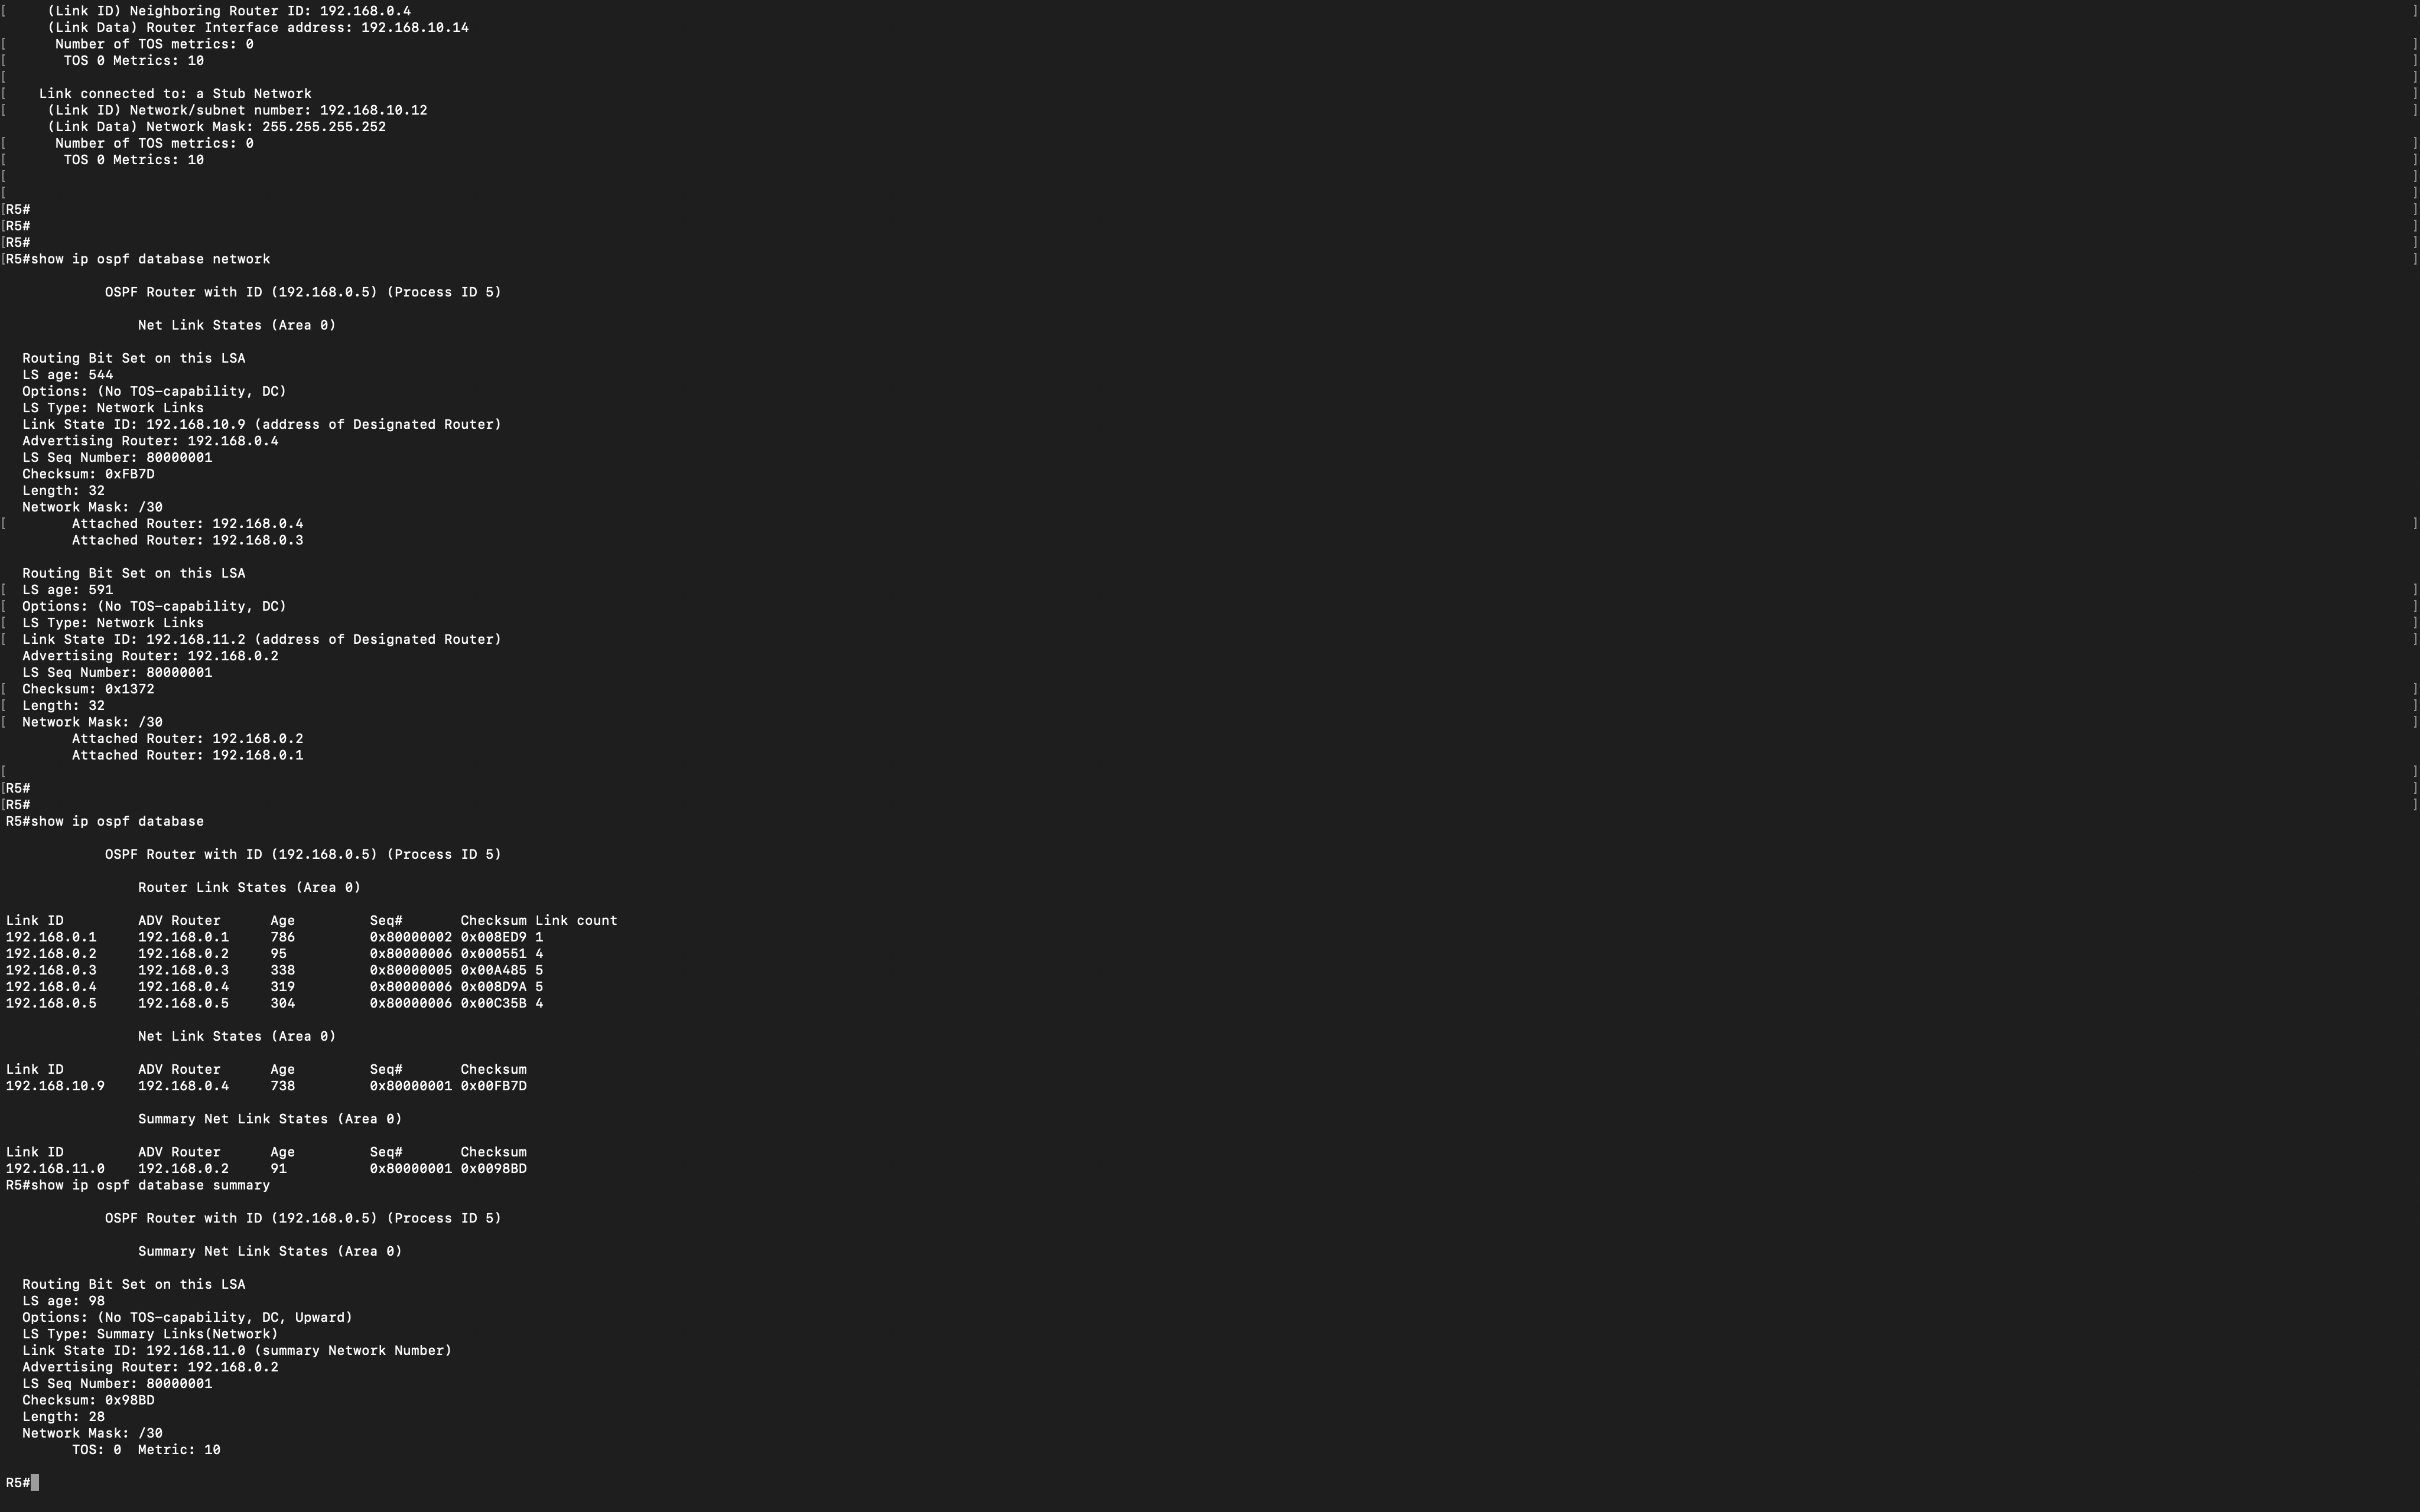 [     (Link ID) Neighboring Router ID: 192.168.0.4 ]
      (Link Data) Router Interface address: 192.168.10.14
[      Number of TOS metrics: 0 ]
[       TOS 0 Metrics: 10 ]
[ ]
[    Link connected to: a Stub Network ]
[     (Link ID) Network/subnet number: 192.168.10.12 ]
      (Link Data) Network Mask: 255.255.255.252
[      Number of TOS metrics: 0 ]
[       TOS 0 Metrics: 10 ]
[ ]
[ ]
[R5# ]
[R5# ]
[R5# ]
[R5#show ip ospf database network ]

            OSPF Router with ID (192.168.0.5) (Process ID 5)

                Net Link States (Area 0)

  Routing Bit Set on this LSA
  LS age: 544
  Options: (No TOS-capability, DC)
  LS Type: Network Links
  Link State ID: 192.168.10.9 (address of Designated Router)
  Advertising Router: 192.168.0.4
  LS Seq Number: 80000001
  Checksum: 0xFB7D
  Length: 32
  Network Mask: /30
[        Attached Router: 192.168.0.4 ]
        Attached Router: 192.168.0.3

  Routing Bit Set on this LSA
[  LS age: 591 ]
[  Options: (No TOS-capability, DC) ]
[  LS Type: Network Links ]
[  Link State ID: 192.168.11.2 (address of Designated Router) ]
  Advertising Router: 192.168.0.2
  LS Seq Number: 80000001
[  Checksum: 0x1372 ]
[  Length: 32 ]
[  Network Mask: /30 ]
        Attached Router: 192.168.0.2
        Attached Router: 192.168.0.1
[ ]
[R5# ]
[R5# ]
R5#show ip ospf database

            OSPF Router with ID (192.168.0.5) (Process ID 5)

                Router Link States (Area 0)

Link ID         ADV Router      Age         Seq#       Checksum Link count
192.168.0.1     192.168.0.1     786         0x80000002 0x008ED9 1
192.168.0.2     192.168.0.2     95          0x80000006 0x000551 4
192.168.0.3     192.168.0.3     338         0x80000005 0x00A485 5
192.168.0.4     192.168.0.4     319         0x80000006 0x008D9A 5
192.168.0.5     192.168.0.5     304         0x80000006 0x00C35B 4

                Net Link States (Area 0)

Link ID         ADV Router      Age         Seq#       Checksum
192.168.10.9    192.168.0.4     738         0x80000001 0x00FB7D

                Summary Net Link States (Area 0)

Link ID         ADV Router      Age         Seq#       Checksum
192.168.11.0    192.168.0.2     91          0x80000001 0x0098BD
R5#show ip ospf database summary

            OSPF Router with ID (192.168.0.5) (Process ID 5)

                Summary Net Link States (Area 0)

  Routing Bit Set on this LSA
  LS age: 98
  Options: (No TOS-capability, DC, Upward)
  LS Type: Summary Links(Network)
  Link State ID: 192.168.11.0 (summary Network Number)
  Advertising Router: 192.168.0.2
  LS Seq Number: 80000001
  Checksum: 0x98BD
  Length: 28
  Network Mask: /30
        TOS: 0  Metric: 10

R5#